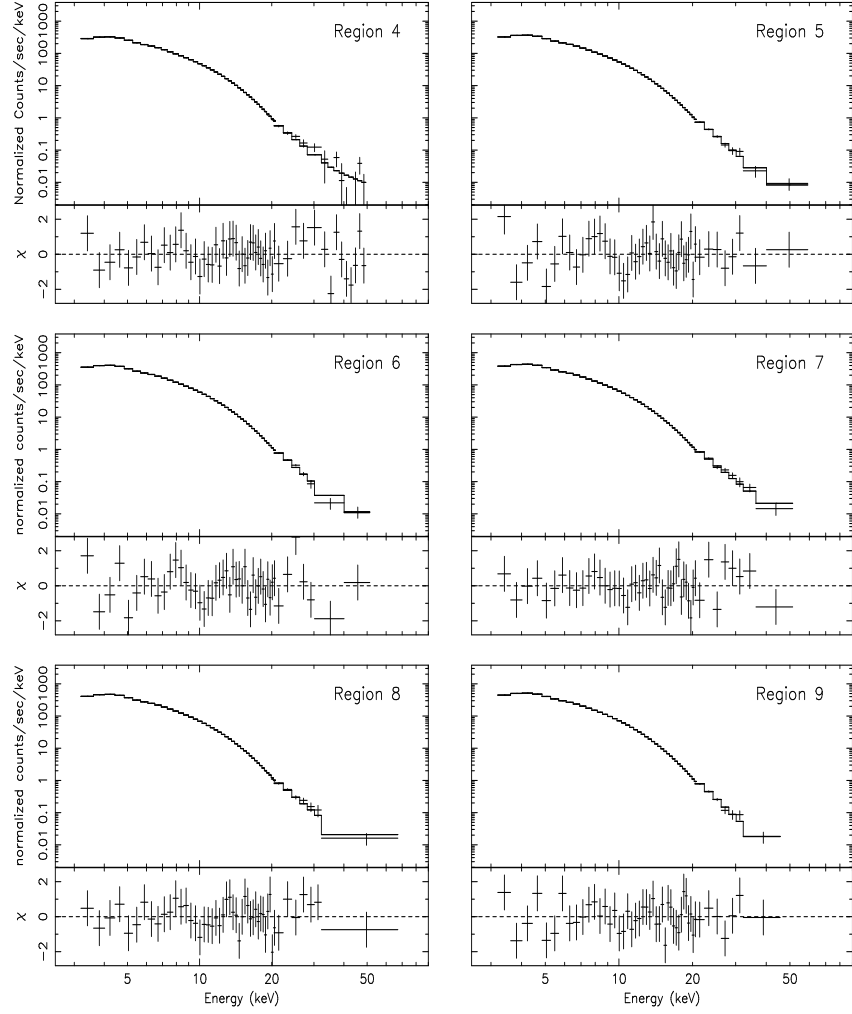 Region 4
Normalized Counts/sec/keV
0.01 0.1 1 100 1000
χ
-2 0 2
5 10 20 50
Region 5
Region 6
normalized counts/sec/keV
0.01 0.1 1 100 1000
χ
-2 0 2
Region 7
Region 8
normalized counts/sec/keV
0.01 0.1 1 100 1000
χ
-2 0 2
5 10 20 50
Energy (keV)
Region 9
5 10 20 50
Energy (keV)